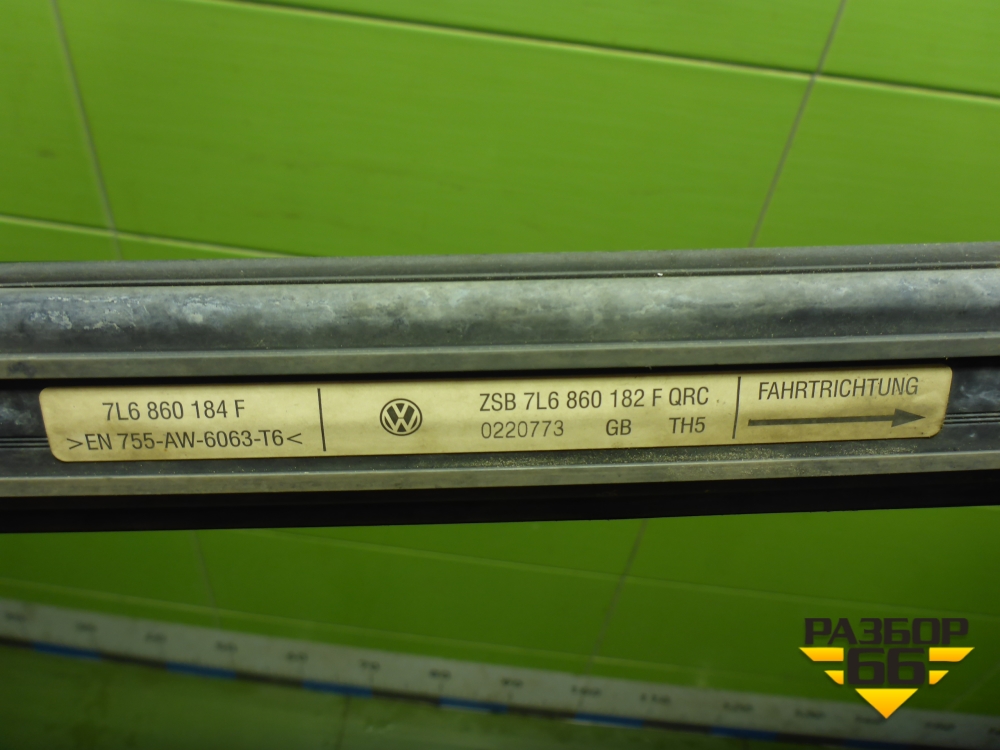 7L6 860 184 F
>EN 755-AW-6063-T6<
ZSB 7L6 860 182 F QRC
0220773 GB TH5
FAHRTRICHTUNG
РАЗБОР
66